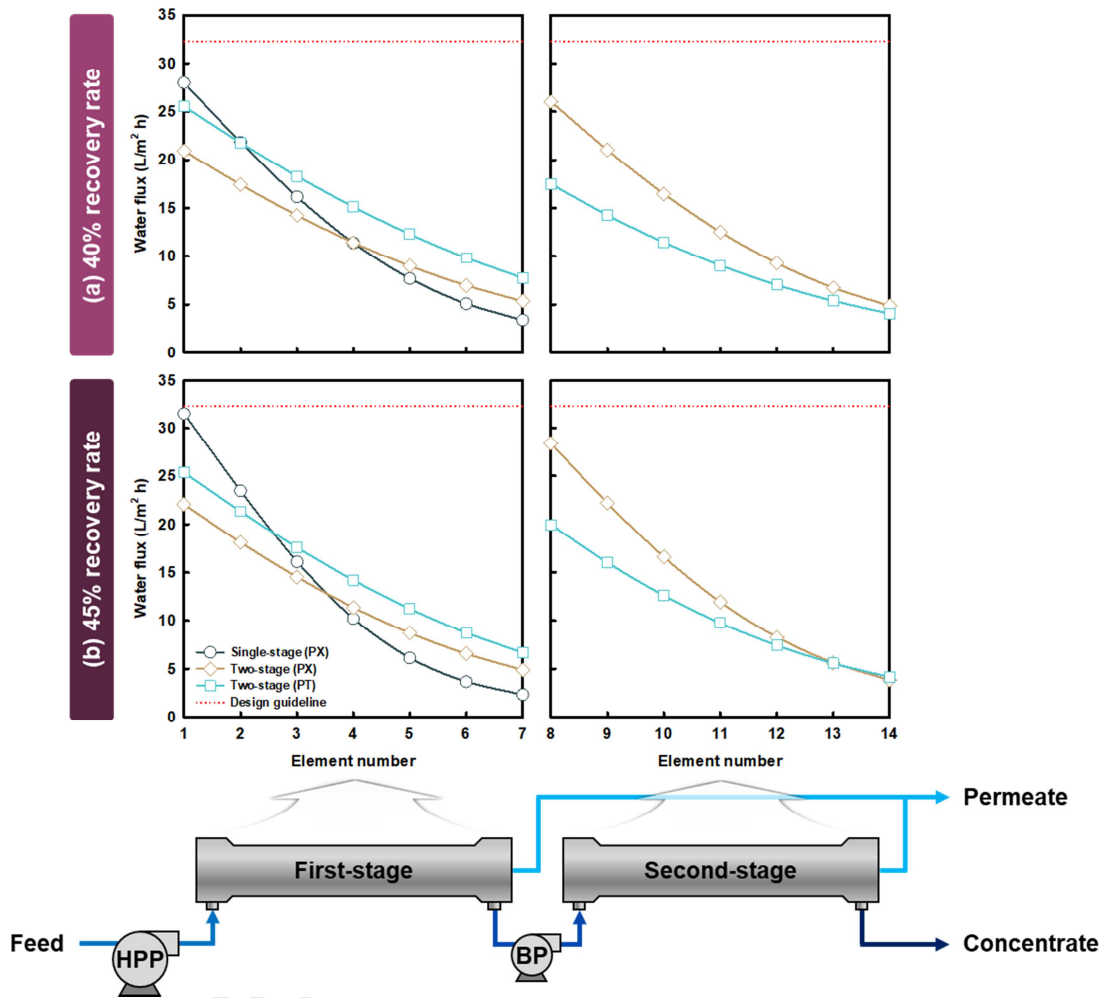 (a) 40% recovery rate
Water flux (L/m² h)
35
30
25
20
15
10
5
0
(b) 45% recovery rate
Water flux (L/m² h)
35
30
25
20
15
10
5
0
Single-stage (PX)
Two-stage (PX)
Two-stage (PT)
Design guideline
1 2 3 4 5 6 7
8 9 10 11 12 13 14
Element number
Element number
Permeate
First-stage
Second-stage
Feed
HPP
BP
Concentrate